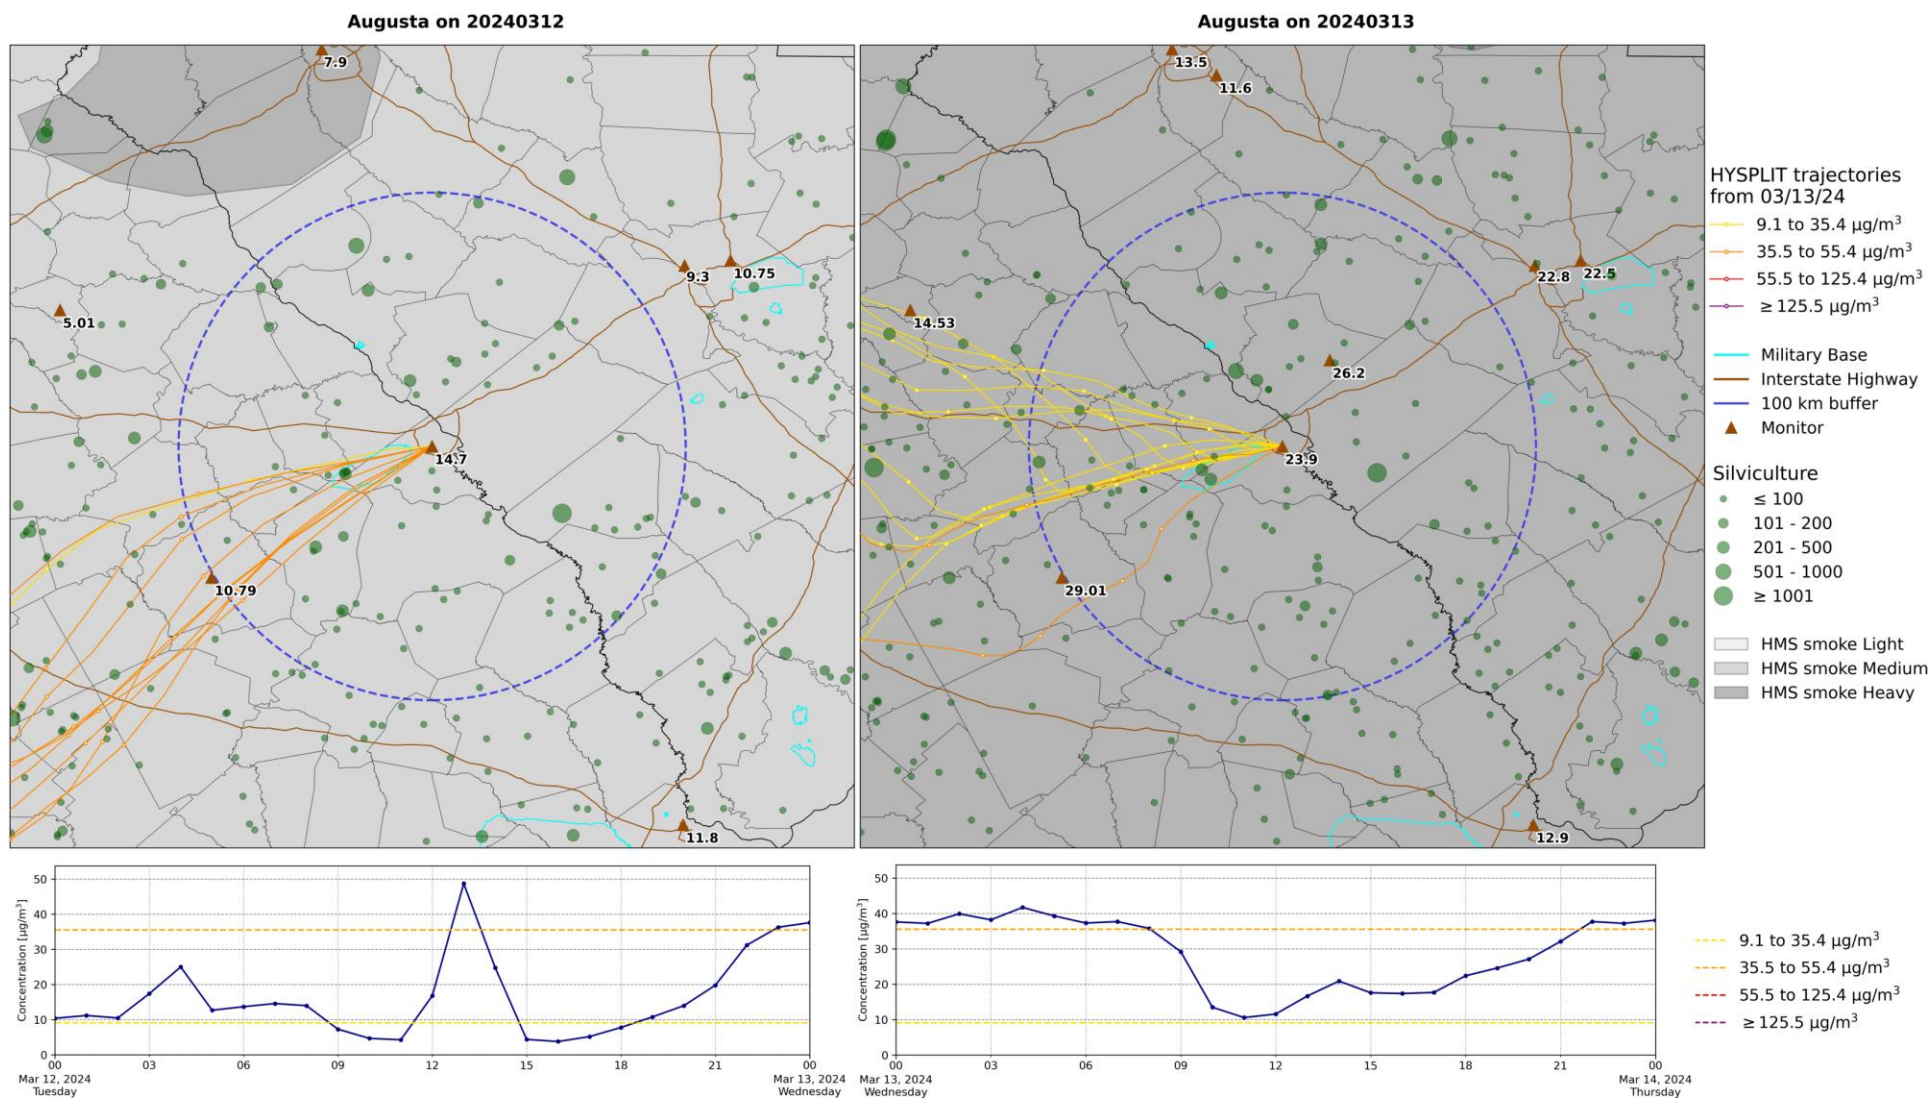 Augusta on 20240312
Augusta on 20240313
7.9
5.01
9.3
10.75
14.7
10.79
11.8
13.5
11.6
14.53
22.8
22.5
26.2
23.9
29.01
12.9
HYSPLIT trajectories
from 03/13/24
9.1 to 35.4 µg/m³
35.5 to 55.4 µg/m³
55.5 to 125.4 µg/m³
≥ 125.5 µg/m³
Military Base
Interstate Highway
100 km buffer
Monitor
Silviculture
≤ 100
101 - 200
201 - 500
501 - 1000
≥ 1001
HMS smoke Light
HMS smoke Medium
HMS smoke Heavy
Concentration [µg/m³]
50
40
30
20
10
0
00
03
06
09
12
15
18
21
00
Mar 12, 2024
Tuesday
Mar 13, 2024
Wednesday
Concentration [µg/m³]
50
40
30
20
10
0
00
03
06
09
12
15
18
21
00
Mar 13, 2024
Wednesday
Mar 14, 2024
Thursday
9.1 to 35.4 µg/m³
35.5 to 55.4 µg/m³
55.5 to 125.4 µg/m³
≥ 125.5 µg/m³